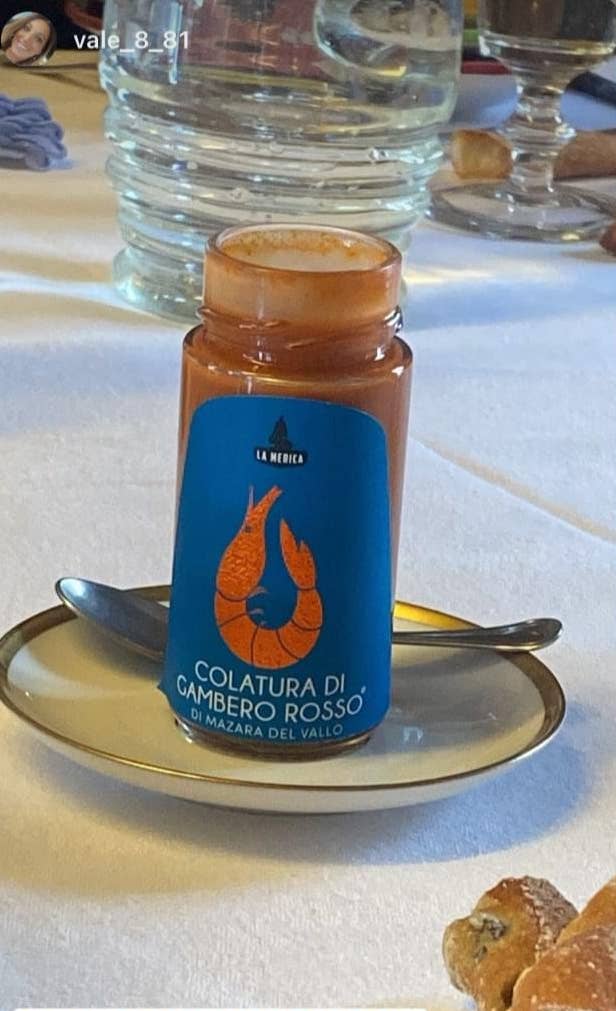 vale_8_81
LA MEDICA
COLATURA DI
GAMBERO ROSSO®
DI MAZARA DEL VALLO